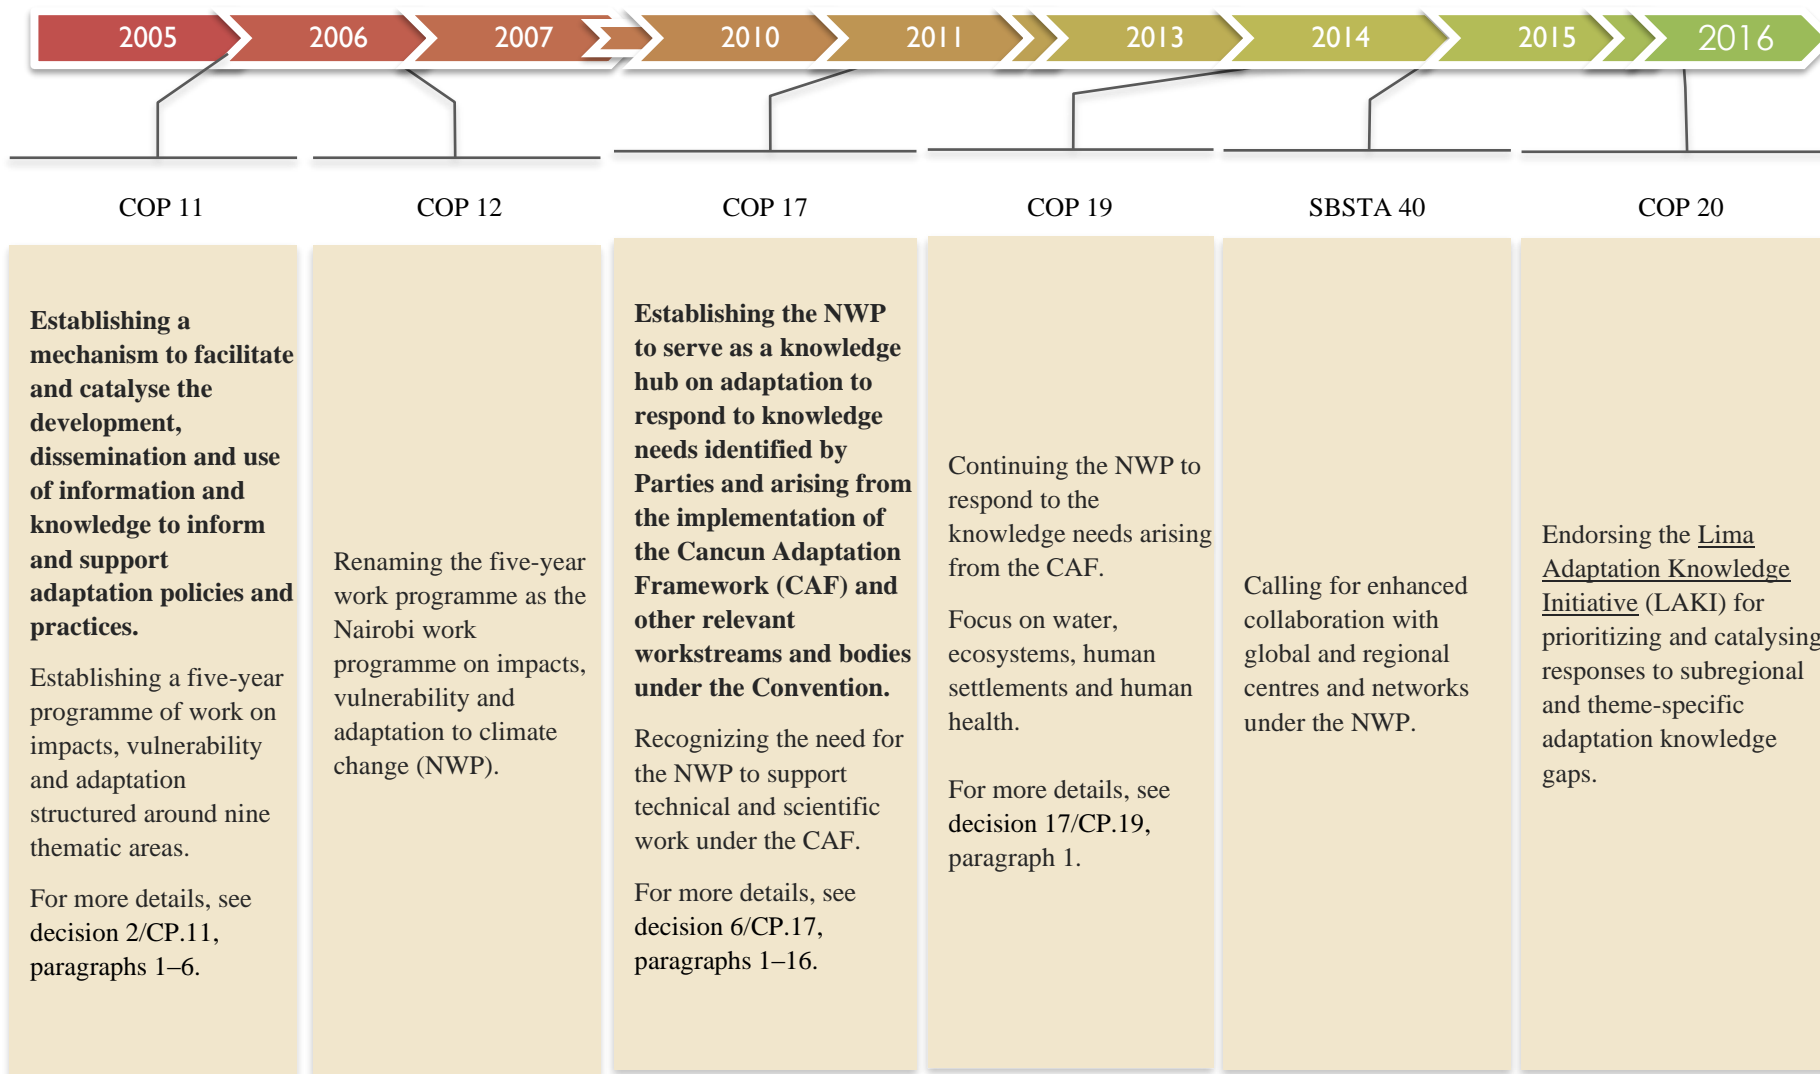 2005
2006
2007
2010
2011
2013
2014
2015
2016
COP 11
Establishing a
mechanism to facilitate
and catalyse the
development,
dissemination and use
of information and
knowledge to inform
and support
adaptation policies and
practices.
Establishing a five-year
programme of work on
impacts, vulnerability
and adaptation
structured around nine
thematic areas.
For more details, see
decision 2/CP.11,
paragraphs 1–6.
COP 12
Renaming the five-year
work programme as the
Nairobi work
programme on impacts,
vulnerability and
adaptation to climate
change (NWP).
COP 17
Establishing the NWP
to serve as a knowledge
hub on adaptation to
respond to knowledge
needs identified by
Parties and arising from
the implementation of
the Cancun Adaptation
Framework (CAF) and
other relevant
workstreams and bodies
under the Convention.
Recognizing the need for
the NWP to support
technical and scientific
work under the CAF.
For more details, see
decision 6/CP.17,
paragraphs 1–16.
COP 19
Continuing the NWP to
respond to the
knowledge needs arising
from the CAF.
Focus on water,
ecosystems, human
settlements and human
health.
For more details, see
decision 17/CP.19,
paragraph 1.
SBSTA 40
Calling for enhanced
collaboration with
global and regional
centres and networks
under the NWP.
COP 20
Endorsing the Lima
Adaptation Knowledge
Initiative (LAKI) for
prioritizing and catalysing
responses to subregional
and theme-specific
adaptation knowledge
gaps.